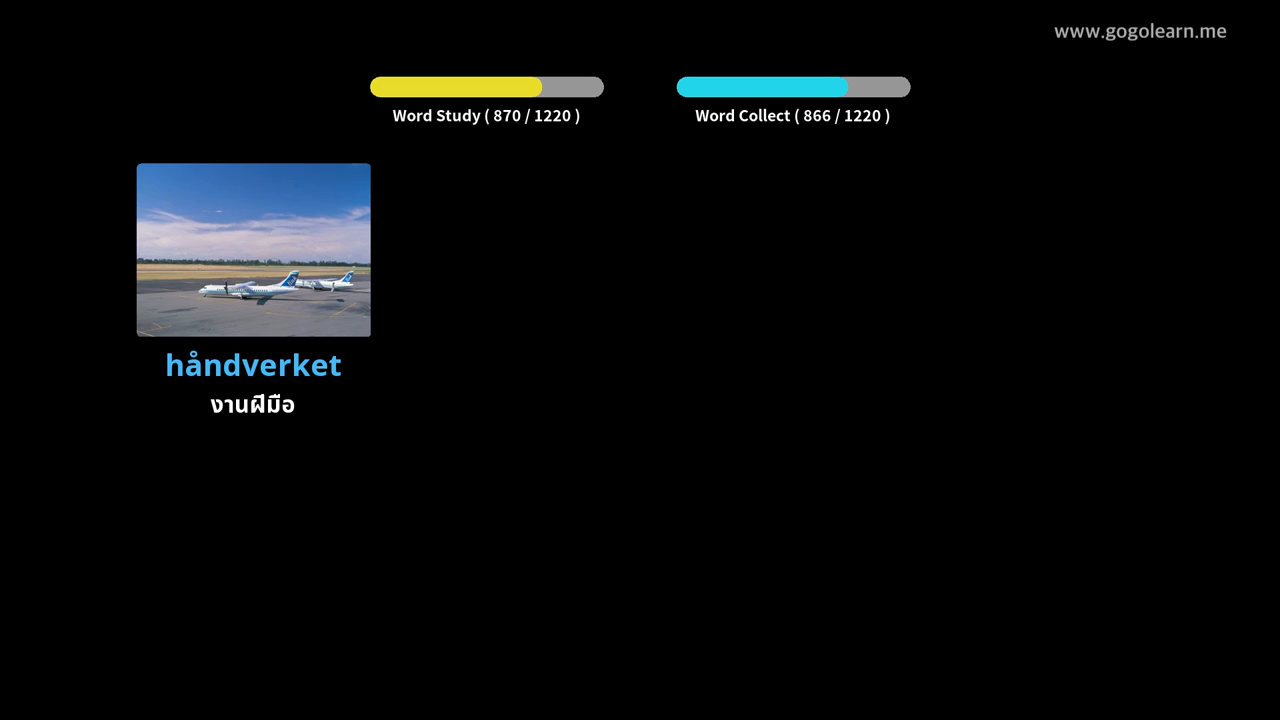 www.gogolearn.me
Word Study ( 870 / 1220 )
Word Collect ( 866 / 1220 )
håndverket
งานฝีมือ